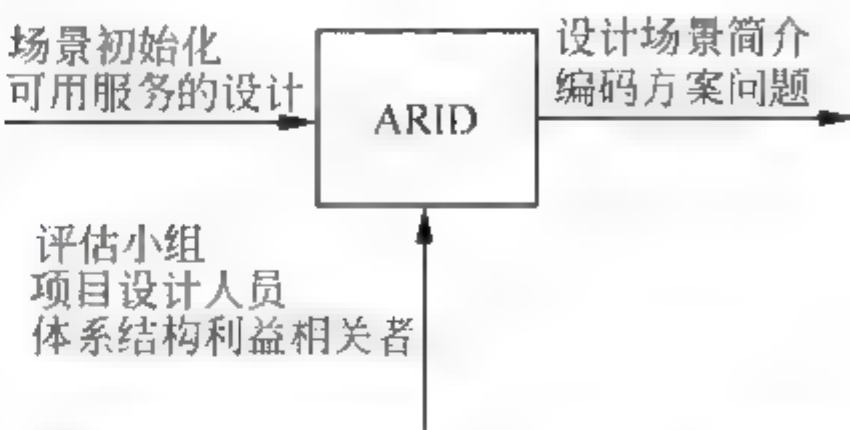 场景初始化
可用服务的设计
ARID
设计场景简介
编码方案问题
评估小组
项目设计人员
体系结构利益相关者